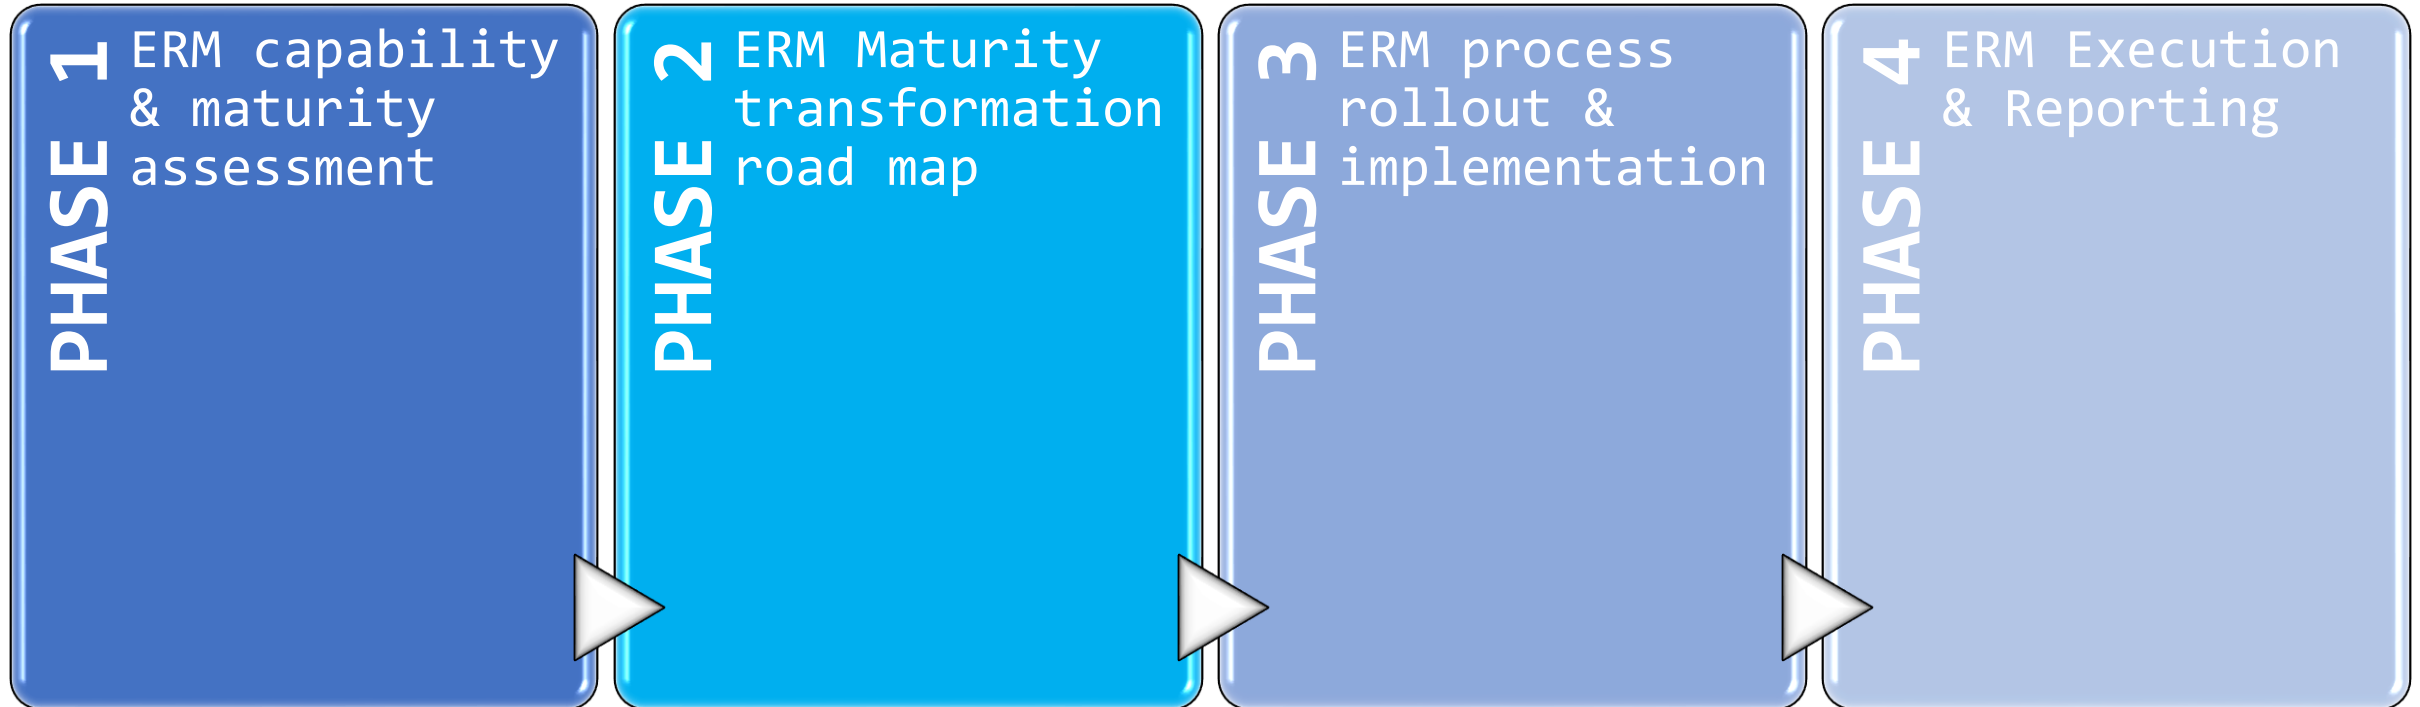 PHASE 1
ERM capability
& maturity
assessment
PHASE 2
ERM Maturity
transformation
road map
PHASE 3
ERM process
rollout &
implementation
PHASE 4
ERM Execution
& Reporting